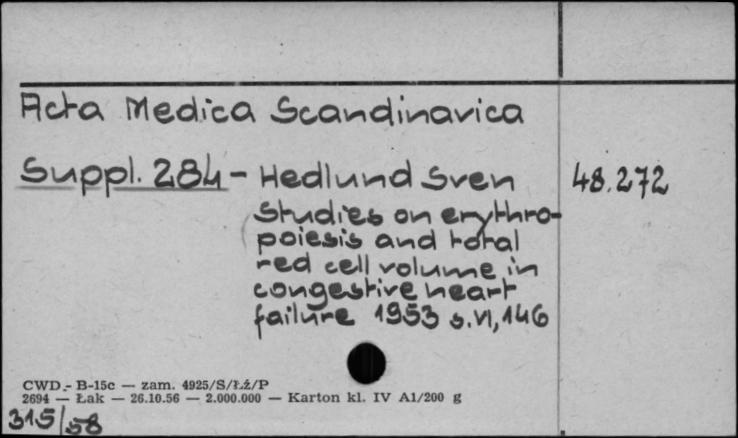 Acta Medica Scandinavica
Suppl. 284 - Hedlund Sven 48.272
Studies on erythro-
poiesis and total
red cell volume in
congestive heart
failure 1953 s. VI, 146
CWD.- B-15c — zam. 4925/S/Łż/P
2694 — Łak — 26.10.56 — 2.000.000 — Karton kl. IV A1/200 g
315/58